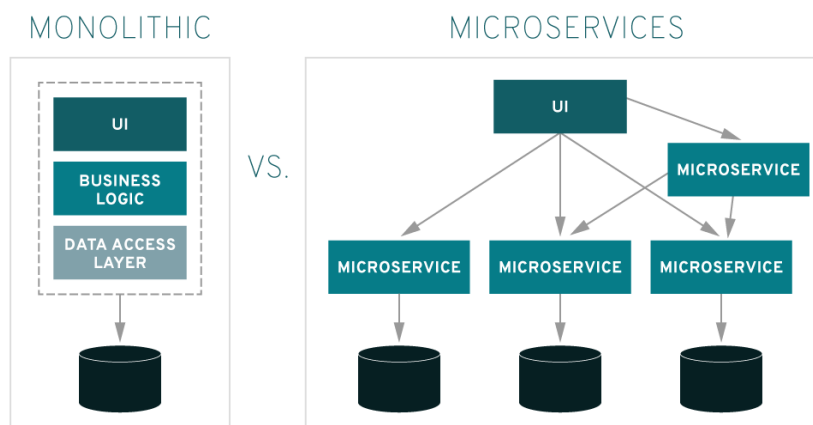 MONOLITHIC
MICROSERVICES
UI
BUSINESS
LOGIC
DATA ACCESS
LAYER
VS.
UI
MICROSERVICE
MICROSERVICE
MICROSERVICE
MICROSERVICE